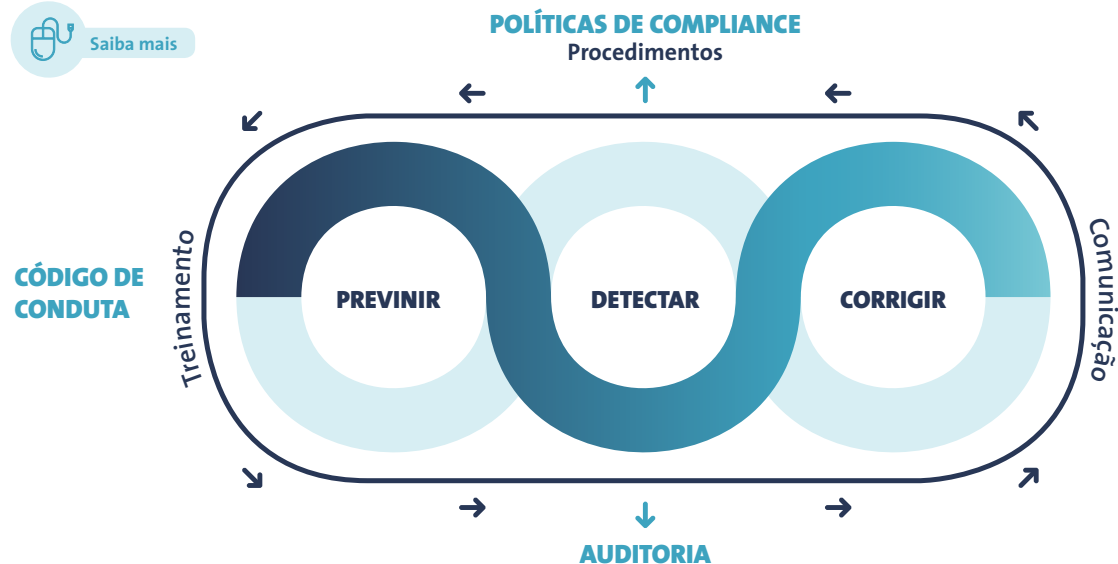 Saiba mais
POLÍTICAS DE COMPLIANCE
Procedimentos
CÓDIGO DE
CONDUTA
Treinamento
PREVINIR
DETECTAR
CORRIGIR
Comunicação
AUDITORIA